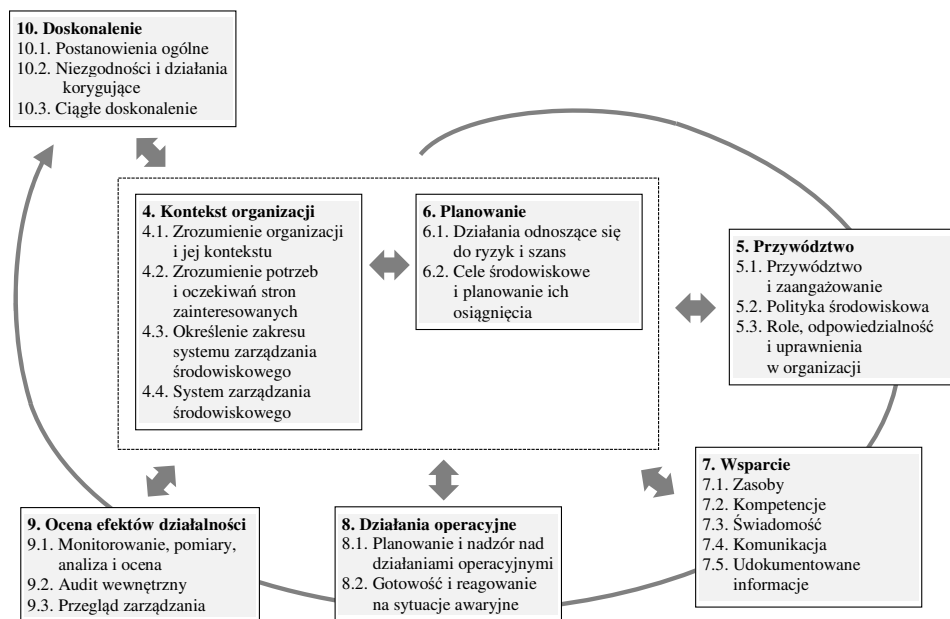 10. Doskonalenie
10.1. Postanowienia ogólne
10.2. Niezgodności i działania
korygujące
10.3. Ciągłe doskonalenie
4. Kontekst organizacji
4.1. Zrozumienie organizacji
i jej kontekstu
4.2. Zrozumienie potrzeb
i oczekiwań stron
zainteresowanych
4.3. Określenie zakresu
systemu zarządzania
środowiskowego
4.4. System zarządzania
środowiskowego
6. Planowanie
6.1. Działania odnoszące się
do ryzyk i szans
6.2. Cele środowiskowe
i planowanie ich
osiągnięcia
5. Przywództwo
5.1. Przywództwo
i zaangażowanie
5.2. Polityka środowiskowa
5.3. Role, odpowiedzialność
i uprawnienia
w organizacji
9. Ocena efektów działalności
9.1. Monitorowanie, pomiary,
analiza i ocena
9.2. Audit wewnętrzny
9.3. Przegląd zarządzania
8. Działania operacyjne
8.1. Planowanie i nadzór nad
działaniami operacyjnymi
8.2. Gotowość i reagowanie
na sytuacje awaryjne
7. Wsparcie
7.1. Zasoby
7.2. Kompetencje
7.3. Świadomość
7.4. Komunikacja
7.5. Udokumentowane
informacje